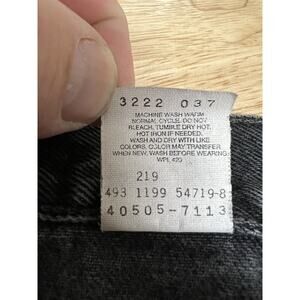 3222 037
MACHINE WASH WARM
NORMAL CYCLE. DO NOT
BLEACH. TUMBLE DRY HOT.
HOT IRON IF NEEDED.
WASH AND DRY WITH LIKE
COLORS. COLOR MAY TRANSFER
WHEN NEW. WASH BEFORE WEARING
WPL 420
219
493 1199 54719-8
40505-7113